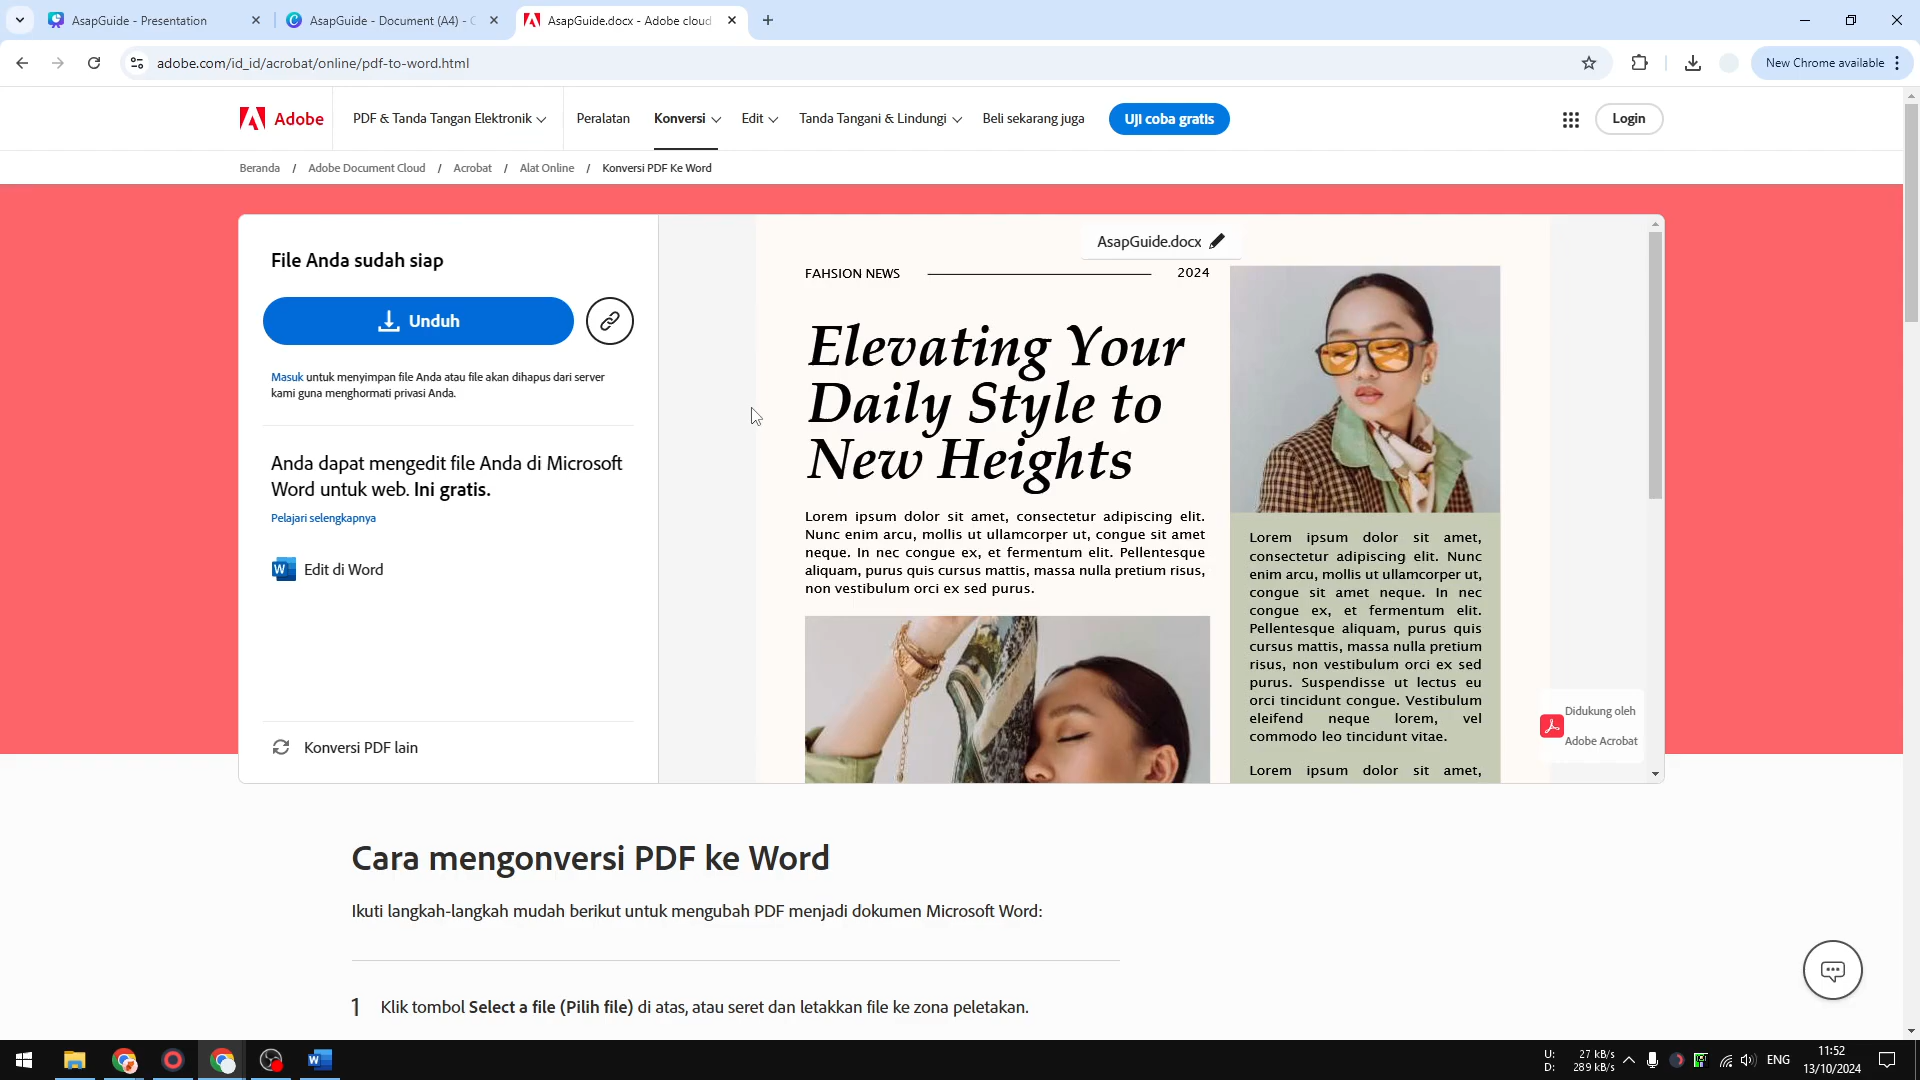 AsapGuide - Presentation
AsapGuide - Document (A4) - C
AsapGuide.docx - Adobe cloud
adobe.com/id_id/acrobat/online/pdf-to-word.html
New Chrome available
Adobe
PDF & Tanda Tangan Elektronik
Peralatan
Konversi
Edit
Tanda Tangani & Lindungi
Beli sekarang juga
Uji coba gratis
Login
Beranda / Adobe Document Cloud / Acrobat / Alat Online / Konversi PDF Ke Word
File Anda sudah siap
Unduh
Masuk untuk menyimpan file Anda atau file akan dihapus dari server
kami guna menghormati privasi Anda.
Anda dapat mengedit file Anda di Microsoft
Word untuk web. Ini gratis.
Pelajari selengkapnya
Edit di Word
Konversi PDF lain
AsapGuide.docx
FAHSION NEWS
2024
Elevating Your
Daily Style to
New Heights
Lorem ipsum dolor sit amet, consectetur adipiscing elit.
Nunc enim arcu, mollis ut ullamcorper ut, congue sit amet
neque. In nec congue ex, et fermentum elit. Pellentesque
aliquam, purus quis cursus mattis, massa nulla pretium risus,
non vestibulum orci ex sed purus.
Lorem ipsum dolor sit amet,
consectetur adipiscing elit. Nunc
enim arcu, mollis ut ullamcorper ut,
congue sit amet neque. In nec
congue ex, et fermentum elit.
Pellentesque aliquam, purus quis
cursus mattis, massa nulla pretium
risus, non vestibulum orci ex sed
purus. Suspendisse ut lectus eu
orci tincidunt congue. Vestibulum
eleifend neque lorem, vel
commodo leo tincidunt vitae.
Lorem ipsum dolor sit amet,
Didukung oleh
Adobe Acrobat
Cara mengonversi PDF ke Word
Ikuti langkah-langkah mudah berikut untuk mengubah PDF menjadi dokumen Microsoft Word:
1 Klik tombol Select a file (Pilih file) di atas, atau seret dan letakkan file ke zona peletakan.
U: 27 kB/s
D: 289 kB/s
ENG
11:52
13/10/2024